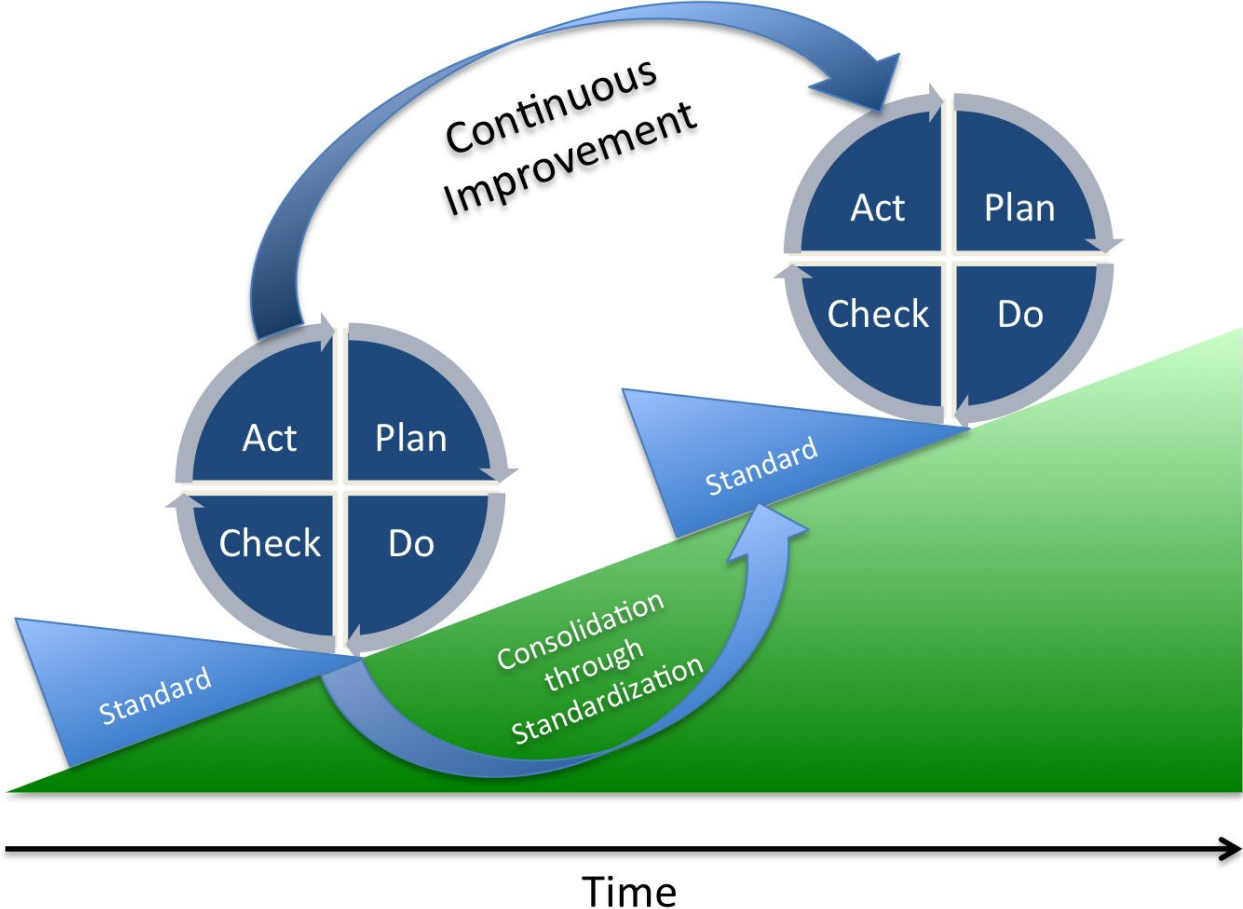 Continuous
Improvement
Act
Plan
Check
Do
Act
Plan
Check
Do
Standard
Standard
Consolidation
through
Standardization
Time